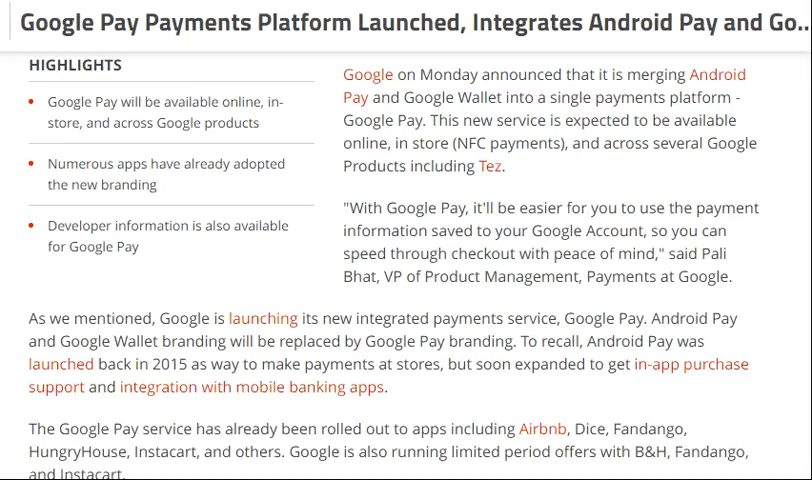 Google Pay Payments Platform Launched, Integrates Android Pay and Go..
HIGHLIGHTS
Google Pay will be available online, in-
store, and across Google products
Numerous apps have already adopted
the new branding
Developer information is also available
for Google Pay
Google on Monday announced that it is merging Android
Pay and Google Wallet into a single payments platform -
Google Pay. This new service is expected to be available
online, in store (NFC payments), and across several Google
Products including Tez.
"With Google Pay, it'll be easier for you to use the payment
information saved to your Google Account, so you can
speed through checkout with peace of mind," said Pali
Bhat, VP of Product Management, Payments at Google.
As we mentioned, Google is launching its new integrated payments service, Google Pay. Android Pay
and Google Wallet branding will be replaced by Google Pay branding. To recall, Android Pay was
launched back in 2015 as way to make payments at stores, but soon expanded to get in-app purchase
support and integration with mobile banking apps.
The Google Pay service has already been rolled out to apps including Airbnb, Dice, Fandango,
HungryHouse, Instacart, and others. Google is also running limited period offers with B&H, Fandango,
and Instacart.